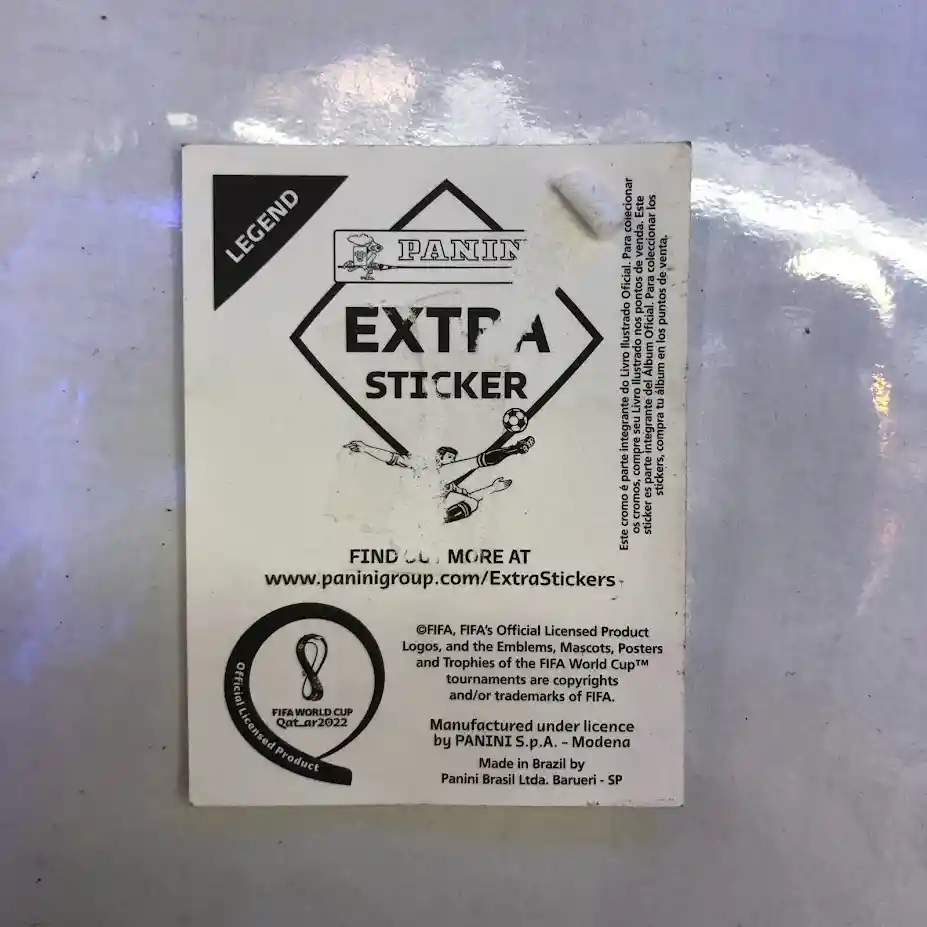 LEGEND
PANIN
EXTRA
STICKER
FIND OUT MORE AT
www.paninigroup.com/ExtraStickers
Este cromo é parte integrante do Livro Ilustrado Oficial. Para colecionar
os cromos, compre seu Livro Ilustrado nos pontos de venda. Este
sticker es parte integrante del Álbum Oficial. Para coleccionar los
stickers, compra tu álbum en los puntos de venta.
FIFA WORLD CUP
Qatar2022
Official Licensed Product
©FIFA, FIFA's Official Licensed Product
Logos, and the Emblems, Mascots, Posters
and Trophies of the FIFA World Cup™
tournaments are copyrights
and/or trademarks of FIFA.
Manufactured under licence
by PANINI S.p.A. - Modena
Made in Brazil by
Panini Brasil Ltda. Barueri - SP